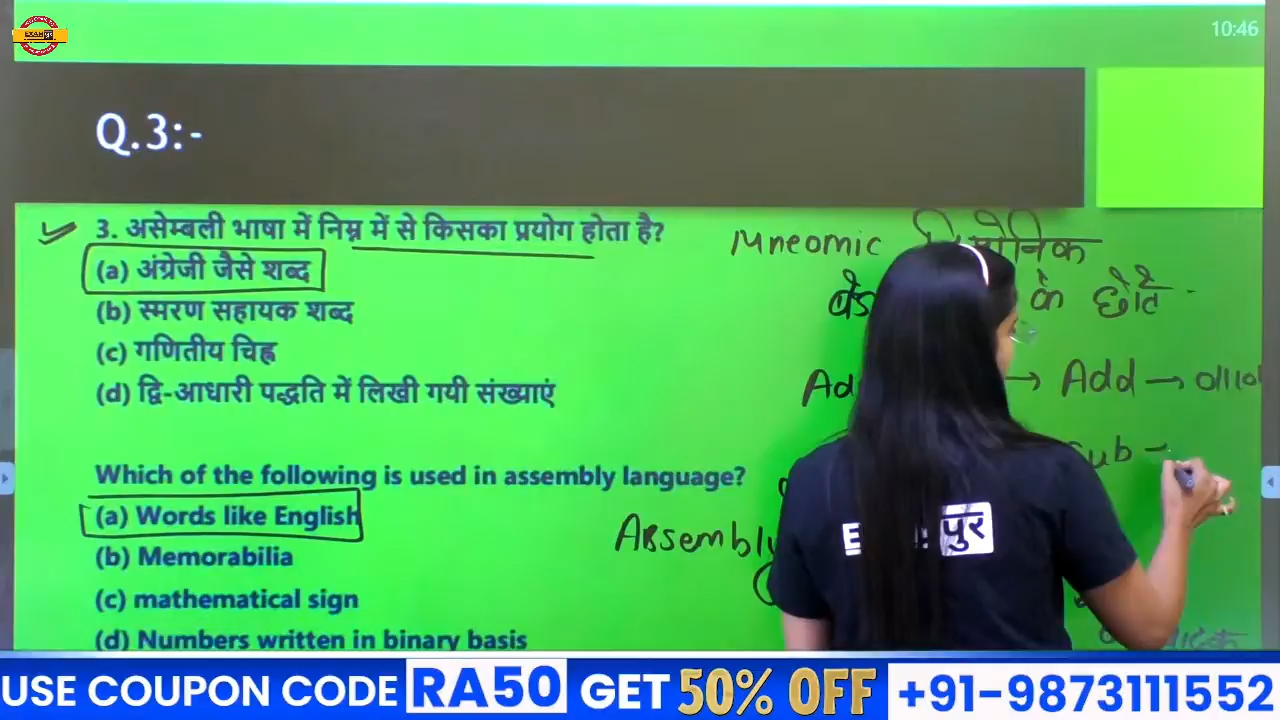 10:46
Q.3:-
3. असेम्बली भाषा में निम्न में से किसका प्रयोग होता है?
(a) अंग्रेजी जैसे शब्द
(b) स्मरण सहायक शब्द
(c) गणितीय चिह्न
(d) द्वि-आधारी पद्धति में लिखी गयी संख्याएं
Which of the following is used in assembly language?
(a) Words like English
(b) Memorabilia
(c) mathematical sign
(d) Numbers written in binary basis
Mneomic
के छोटे
→ Add →
Sub -
Assembly
पुर
USE COUPON CODE RA50 GET 50% OFF +91-9873111552